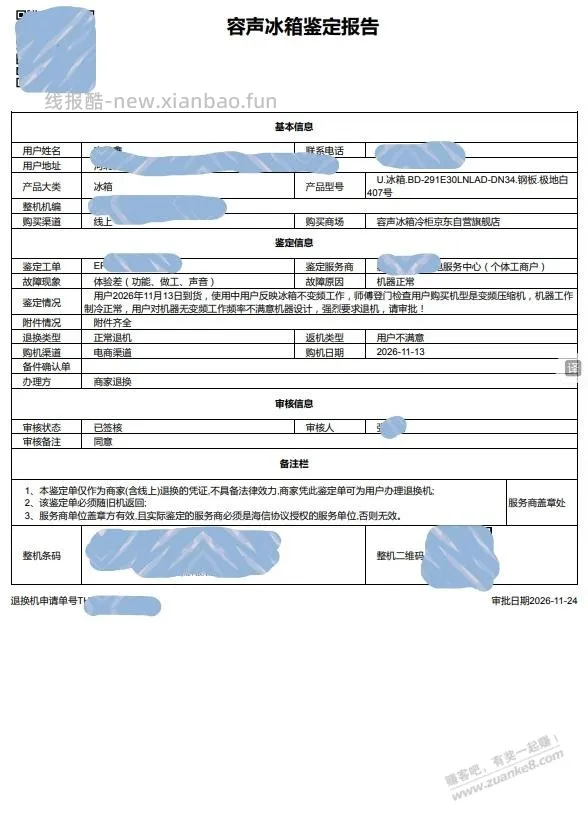 容声冰箱鉴定报告
线报酷-new.xianbao.fun
基本信息
用户姓名 联系电话
用户地址
产品大类 冰箱 产品型号 U.冰箱.BD-291E30LNLAD-DN34.钢板.极地白
407号
整机机编
购买渠道 线上 购买商场 容声冰箱冷柜京东自营旗舰店
鉴定信息
鉴定工单 鉴定服务商 服务中心（个体工商户）
故障现象 体验差（功能、做工、声音） 故障原因 机器正常
鉴定情况 用户2026年11月13日到货，使用中用户反映冰箱不变频工作，师傅登门检查用户购买机型是变频压缩机，机器工作
制冷正常，用户对机器无变频工作频率不满意机器设计，强烈要求退机，请审批！
附件情况 附件齐全
退换类型 正常退机 返机类型 用户不满意
购机渠道 电商渠道 购机日期 2026-11-13
备件确认单
译
办理方 商家退换
审核信息
审核状态 已签核 审核人
审核备注 同意
备注栏
1、本鉴定单仅作为商家(含线上)退换的凭证,不具备法律效力,商家凭此鉴定单可为用户办理退换机;
2、该鉴定单必须随旧机返回;
3、服务商单位盖章方有效,且实际鉴定的服务商必须是海信协议授权的服务单位,否则无效。
服务商盖章处
整机条码 整机二维码
退换机申请单号 审批日期2026-11-24
赚客吧，有奖一起赚！
www.zuanke8.com